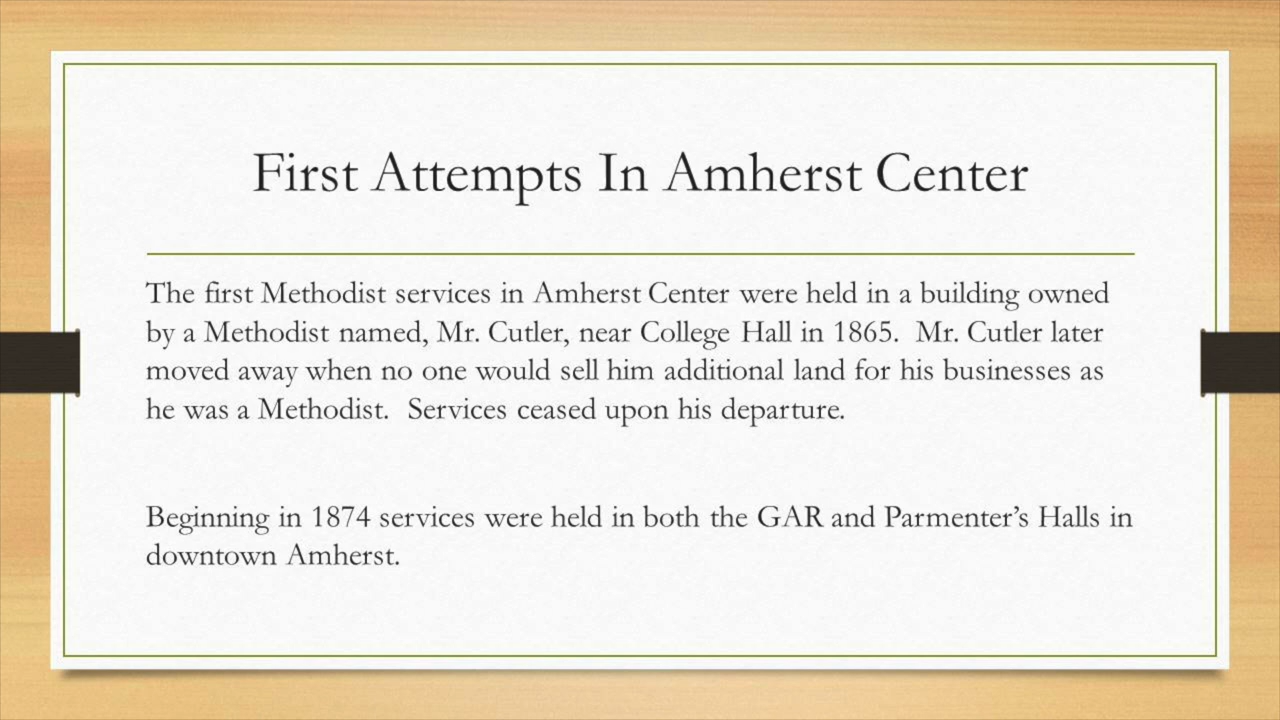 First Attempts In Amherst Center
The first Methodist services in Amherst Center were held in a building owned
by a Methodist named, Mr. Cutler, near College Hall in 1865.  Mr. Cutler later
moved away when no one would sell him additional land for his businesses as
he was a Methodist.  Services ceased upon his departure.
Beginning in 1874 services were held in both the GAR and Parmenter’s Halls in
downtown Amherst.